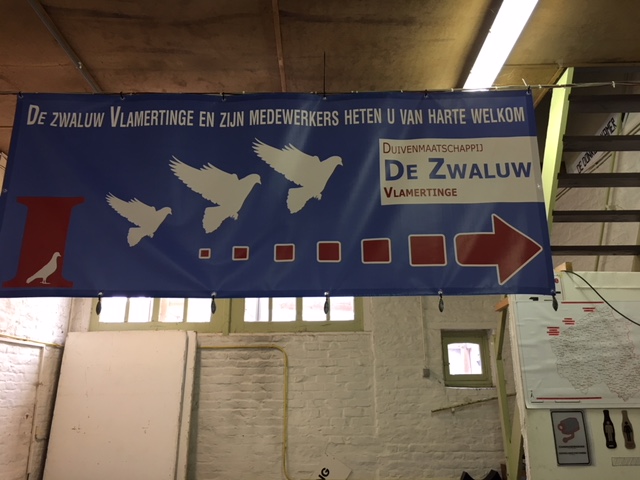 DE ZWALUW VLAMERTINGE EN ZIJN MEDEWERKERS HETEN U VAN HARTE WELKOM
DUIVENMAATSCHAPPIJ
DE ZWALUW
VLAMERTINGE